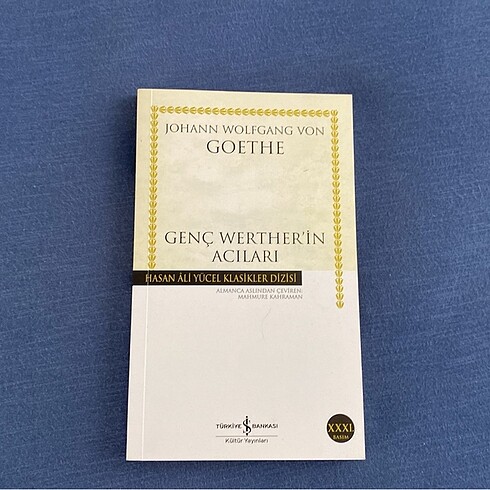 JOHANN WOLFGANG VON
GOETHE
GENÇ WERTHER'İN
ACILARI
HASAN ÂLİ YÜCEL KLASİKLER DİZİSİ
ALMANCA ASLINDAN ÇEVİREN:
MAHMURE KAHRAMAN
XXXI.
BASIM
TÜRKİYE İŞ BANKASI
Kültür Yayınları